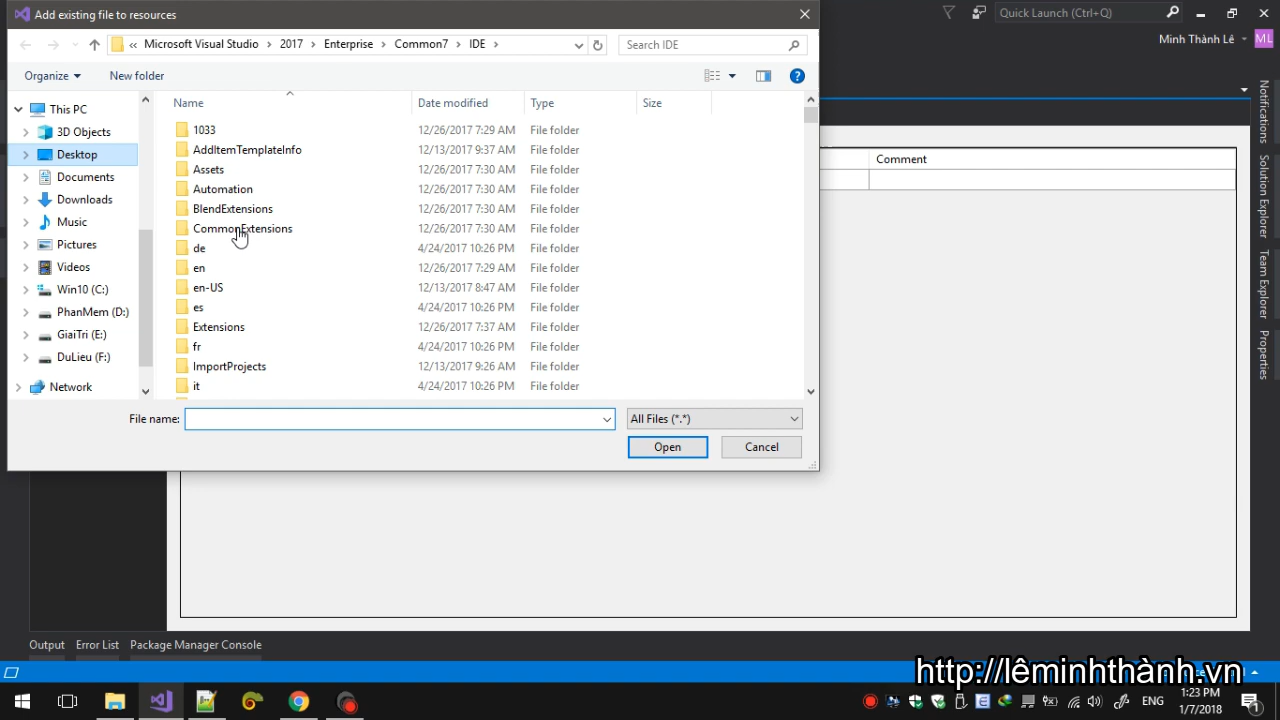 Add existing file to resources
Quick Launch (Ctrl+Q)
Minh Thành Lê
ML
« Microsoft Visual Studio > 2017 > Enterprise > Common7 > IDE >
Search IDE
Organize
New folder
?
Name
Date modified
Type
Size
This PC
3D Objects
Desktop
Documents
Downloads
Music
Pictures
Videos
Win10 (C:)
PhanMem (D:)
GiaiTri (E:)
DuLieu (F:)
Network
1033 12/26/2017 7:29 AM File folder
AddItemTemplateInfo 12/13/2017 9:37 AM File folder
Assets 12/26/2017 7:30 AM File folder
Automation 12/26/2017 7:30 AM File folder
BlendExtensions 12/26/2017 7:30 AM File folder
CommonExtensions 12/26/2017 7:30 AM File folder
de 4/24/2017 10:26 PM File folder
en 12/26/2017 7:29 AM File folder
en-US 12/13/2017 8:47 AM File folder
es 4/24/2017 10:26 PM File folder
Extensions 12/26/2017 7:37 AM File folder
fr 4/24/2017 10:26 PM File folder
ImportProjects 12/13/2017 9:26 AM File folder
it 4/24/2017 10:26 PM File folder
File name:
All Files (*.*)
Open
Cancel
Comment
Notifications
Solution Explorer
Team Explorer
Properties
Output
Error List
Package Manager Console
http://lêminhthành.vn
ENG
1:23 PM
1/7/2018
1